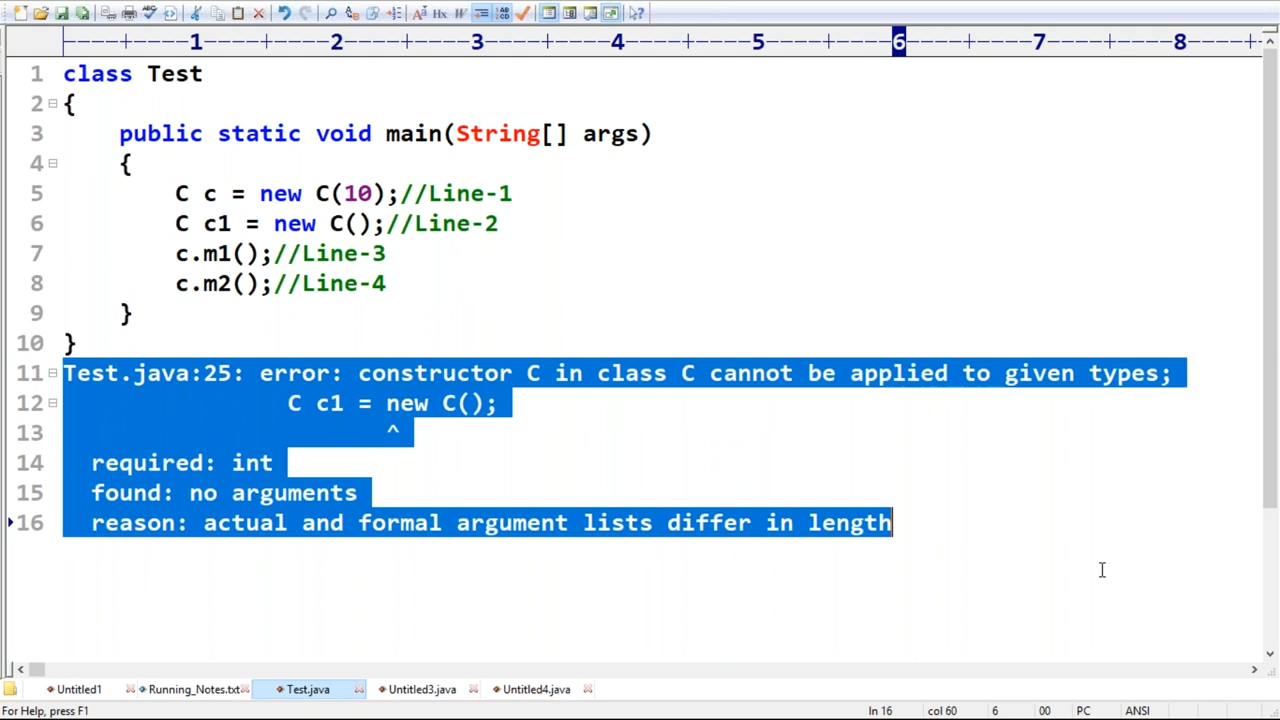 1 2 3 4 5 6 7 8
1 class Test
2 {
3 public static void main(String[] args)
4 {
5 C c = new C(10);//Line-1
6 C c1 = new C();//Line-2
7 c.m1();//Line-3
8 c.m2();//Line-4
9 }
10 }
11 Test.java:25: error: constructor C in class C cannot be applied to given types;
12 C c1 = new C();
13 ^
14 required: int
15 found: no arguments
16 reason: actual and formal argument lists differ in length
Untitled1 Running_Notes.txt Test.java Untitled3.java Untitled4.java
For Help, press F1 ln 16 col 60 6 00 PC ANSI